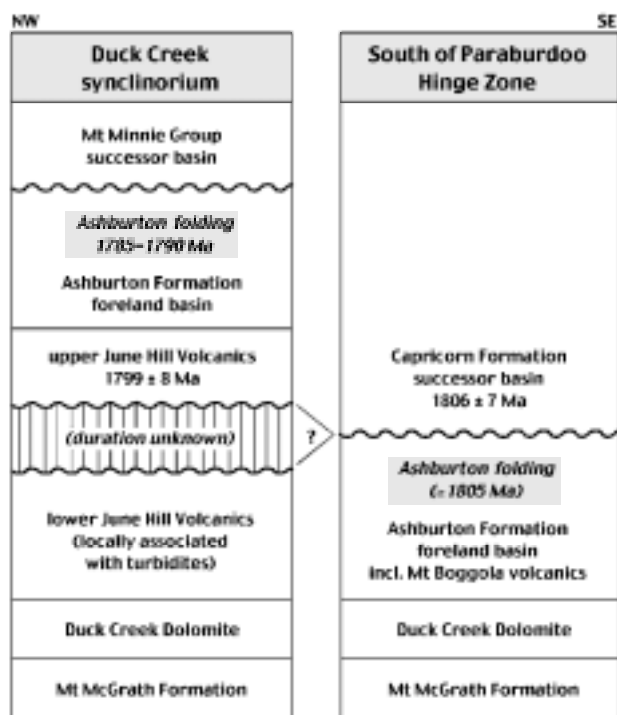 NW
SE
Duck Creek
synclinorium
Mt Minnie Group
successor basin
Ashburton folding
1785–1790 Ma
Ashburton Formation
foreland basin
upper June Hill Volcanics
1799 ± 8 Ma
(duration unknown)
lower June Hill Volcanics
(locally associated
with turbidites)
Duck Creek Dolomite
Mt McGrath Formation
?
South of Paraburdoo
Hinge Zone
Capricorn Formation
successor basin
1806 ± 7 Ma
Ashburton folding
1805 Ma)
Ashburton Formation
foreland basin
incl. Mt Boggola volcanics
Duck Creek Dolomite
Mt McGrath Formation